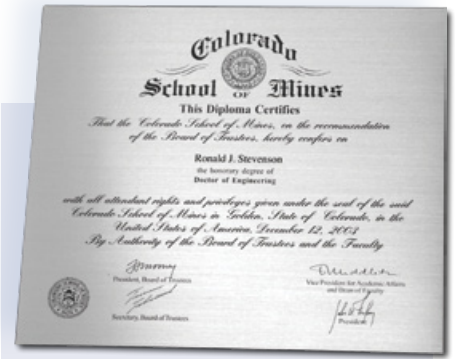 Colorado
School OF Mines
This Diploma Certifies
That the Colorado School of Mines, on the recommendation
of the Board of Trustees, hereby confers on
Ronald J. Stevenson
the honorary degree of
Doctor of Engineering
with all attendant rights and privileges given under the seal of the said
Colorado School of Mines in Golden, State of Colorado, in the
United States of America, December 12, 2003
By Authority of the Board of Trustees and the Faculty
President, Board of Trustees
Vice President for Academic Affairs
and Dean of Faculty
Secretary, Board of Trustees
President